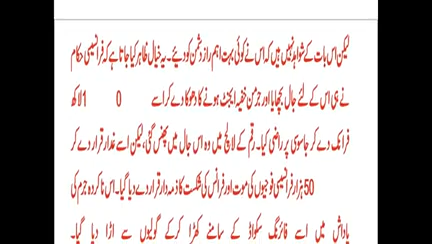 لیکن اس بات کے شواہد نہیں ہیں کہ اس نے کوئی بہت اہم راز دشمن کو دیئے۔ یہ خیال ظاہر کیا جاتا ہے کہ فرانسیسی حکام
نے ہی اس کے لئے جال بچھایا اور جرمن خفیہ ایجنٹ ہونے کا دھوکا دے کر اسے 0 1 لاکھ
فرانک دے کر جاسوسی پر راضی کیا۔ رقم کے لالچ میں وہ اس جال میں پھنس گئی، لیکن اسے غدار قرار دے کر
50 ہزار فرانسیسی فوجیوں کی موت اور فرانس کی شکست کا ذمہ دار قرار دے دیا گیا۔ اس ناکردہ جرم کی
پاداش میں اسے فائرنگ سکواڈ کے سامنے کھڑا کرکے گولیوں سے اڑا دیا گیا۔